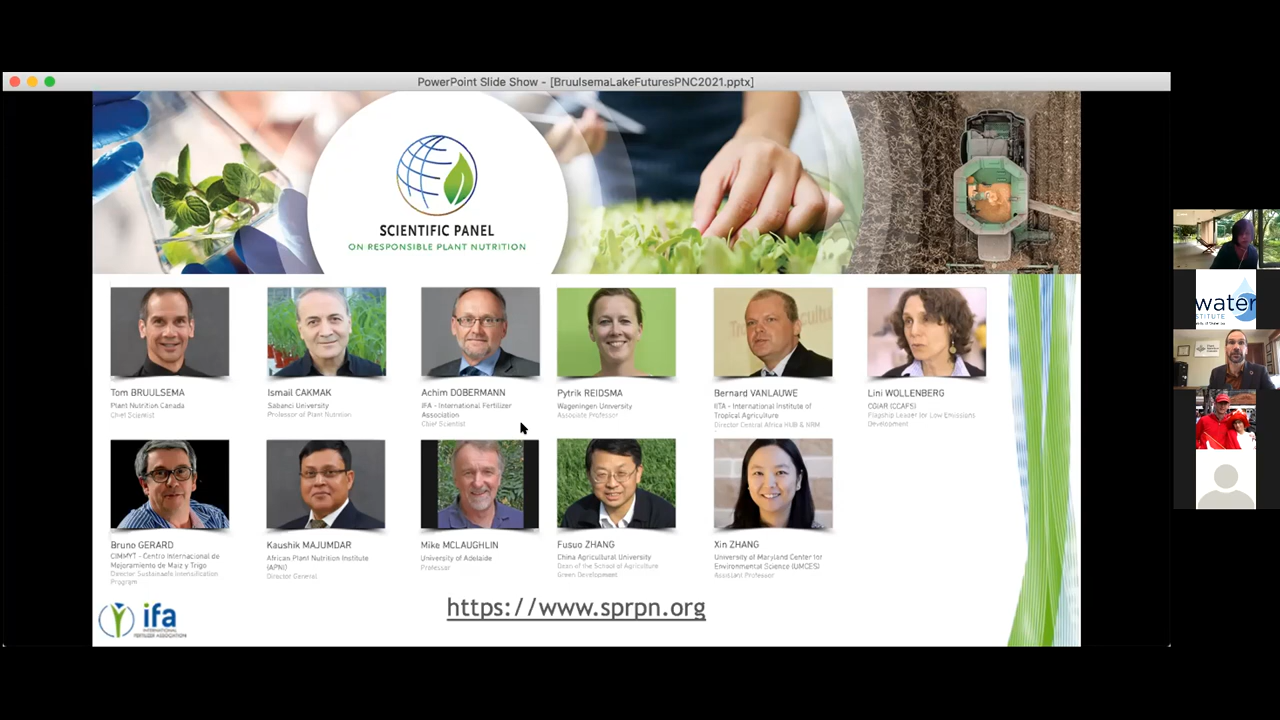 PowerPoint Slide Show - [BruulsemaLakeFuturesPNC2021.pptx]
SCIENTIFIC PANEL
ON RESPONSIBLE PLANT NUTRITION
Tom BRUULSEMA
Plant Nutrition Canada
Chief Scientist
Ismail CAKMAK
Sabanci University
Professor of Plant Nutrition
Achim DOBERMANN
IFA - International Fertilizer
Association
Chief Scientist
Pytrik REIDSMA
Wageningen University
Associate Professor
Bernard VANLAUWE
IITA - International Institute of
Tropical Agriculture
Director Central Africa HUB & NRM
Lini WOLLENBERG
CGIAR (CCAFS)
Flagship Leader for Low Emissions
Development
Bruno GERARD
CIMMYT - Centro Internacional de
Mejoramiento de Maiz y Trigo
Director Sustainable Intensification
Program
Kaushik MAJUMDAR
African Plant Nutrition Institute
(APNI)
Director General
Mike MCLAUGHLIN
University of Adelaide
Professor
Fusuo ZHANG
China Agricultural University
Dean of the School of Agriculture
Green Development
Xin ZHANG
University of Maryland Center for
Environmental Science (UMCES)
Assistant Professor
ifa
INTERNATIONAL
FERTILIZER ASSOCIATION
https://www.sprpn.org
water